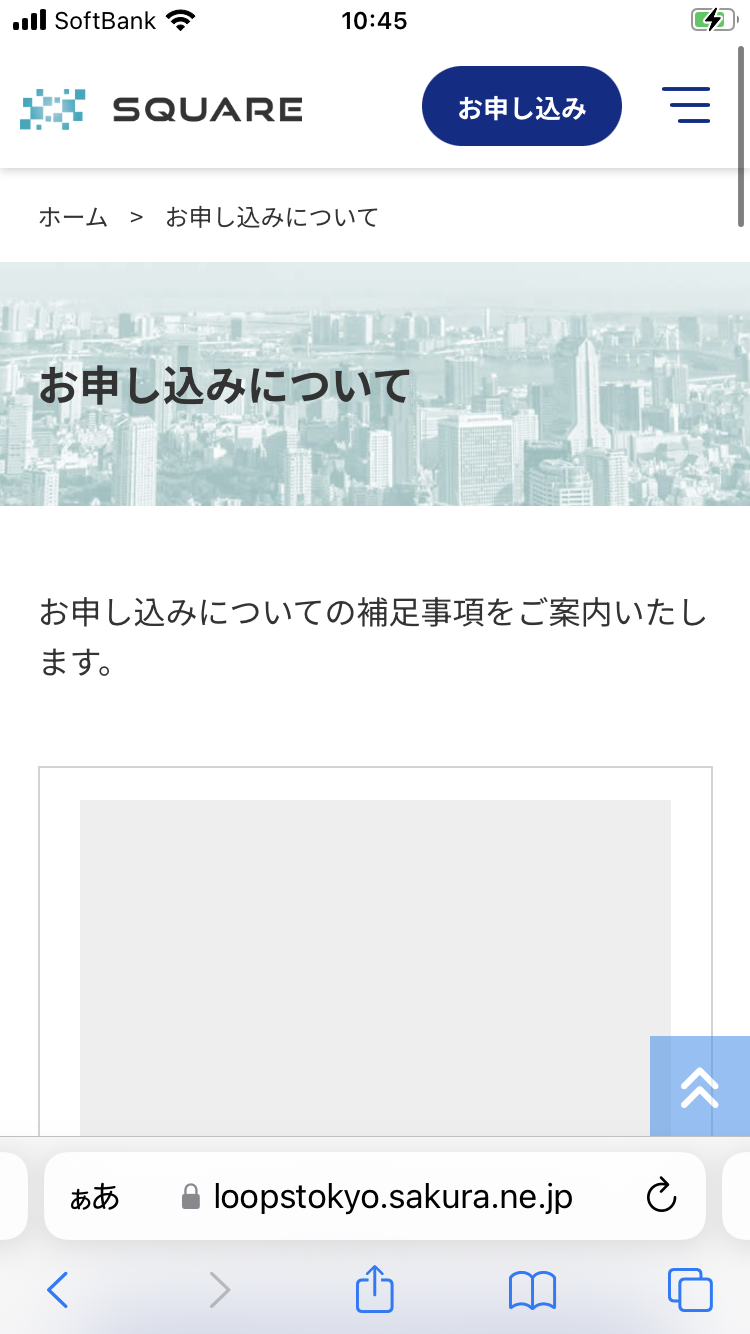 SoftBank 10:45
SQUARE お申し込み
ホーム > お申し込みについて
お申し込みについて
お申し込みについての補足事項をご案内いたし
ます。
ぁあ loopstokyo.sakura.ne.jp